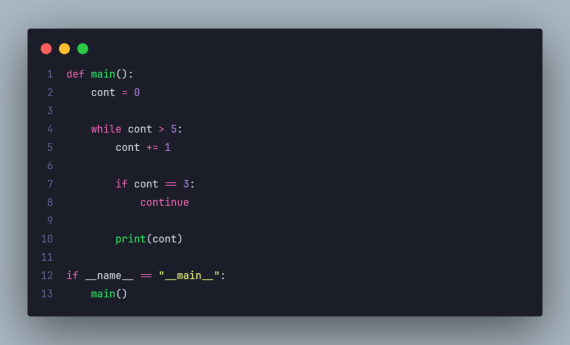 1 def main():
2     cont = 0
3
4     while cont > 5:
5         cont += 1
6
7         if cont == 3:
8             continue
9
10         print(cont)
11
12 if __name__ == "__main__":
13     main()